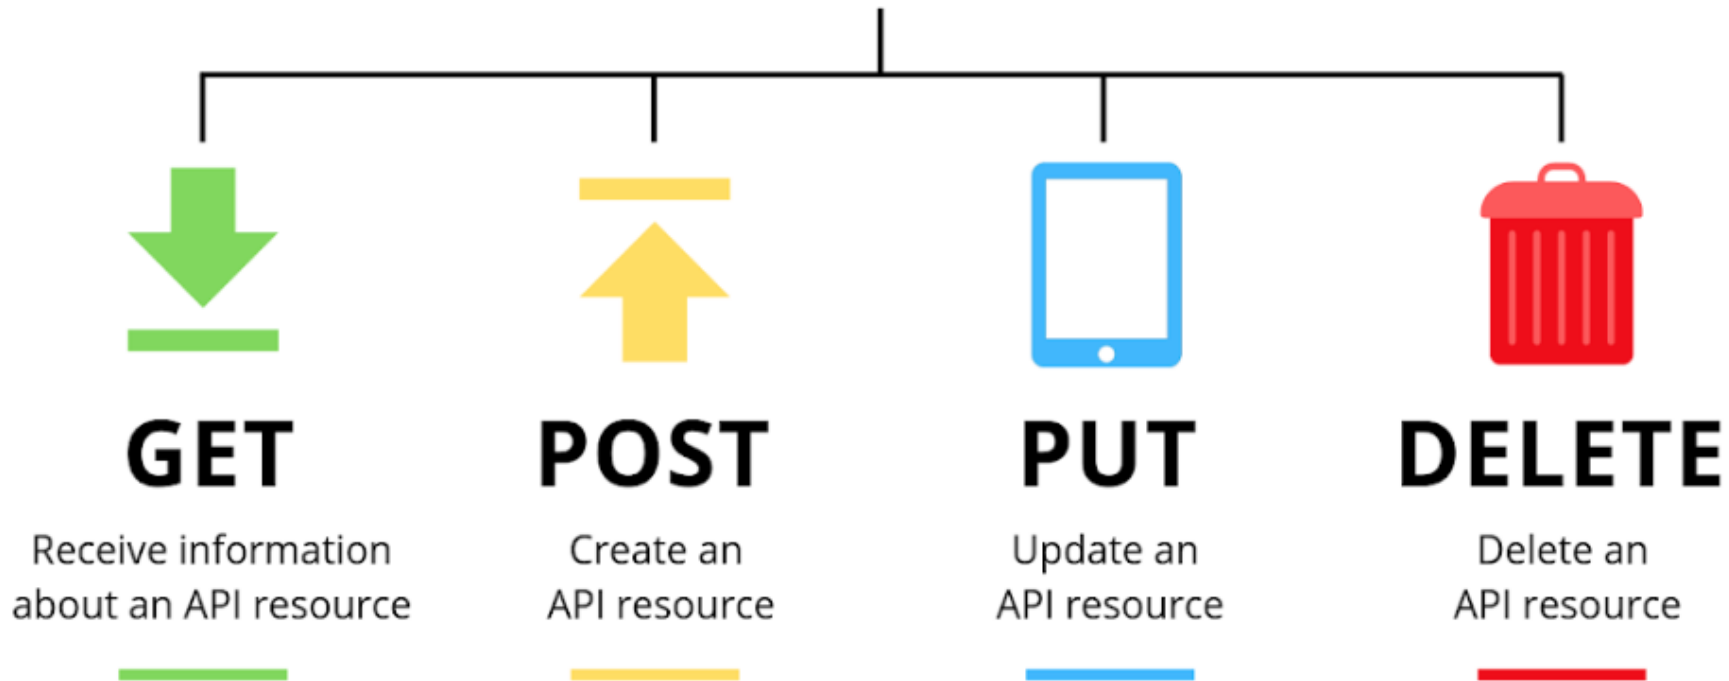 GET
Receive information
about an API resource
POST
Create an
API resource
PUT
Update an
API resource
DELETE
Delete an
API resource